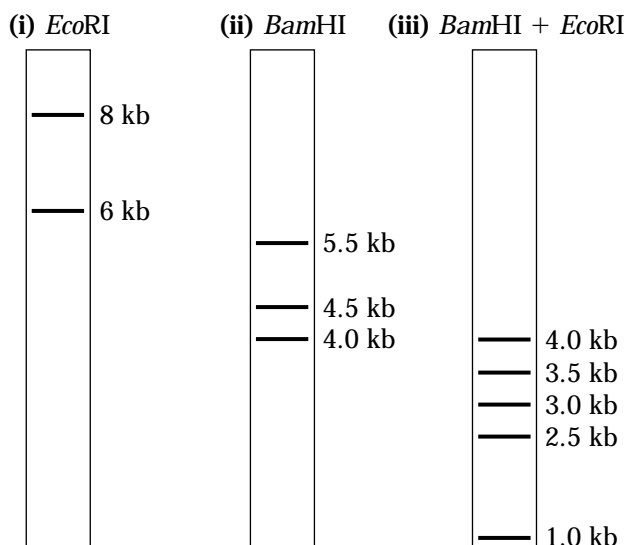 (i) EcoRI
8 kb
6 kb
(ii) BamHI
5.5 kb
4.5 kb
4.0 kb
(iii) BamHI + EcoRI
4.0 kb
3.5 kb
3.0 kb
2.5 kb
1.0 kb